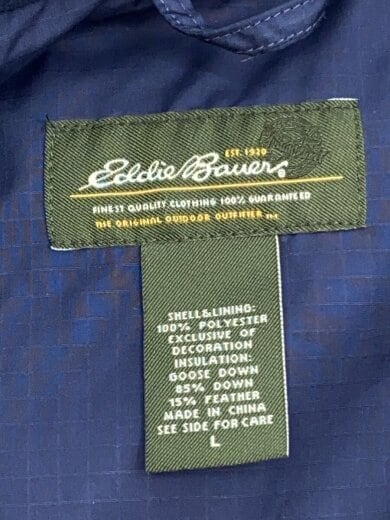 EST. 1920
Eddie Bauer
FINEST QUALITY CLOTHING 100% GUARANTEED
THE ORIGINAL OUTDOOR OUTFITTER
SHELL&LINING:
100% POLYESTER
EXCLUSIVE OF
DECORATION
INSULATION:
GOOSE DOWN
85% DOWN
15% FEATHER
MADE IN CHINA
SEE SIDE FOR CARE
L